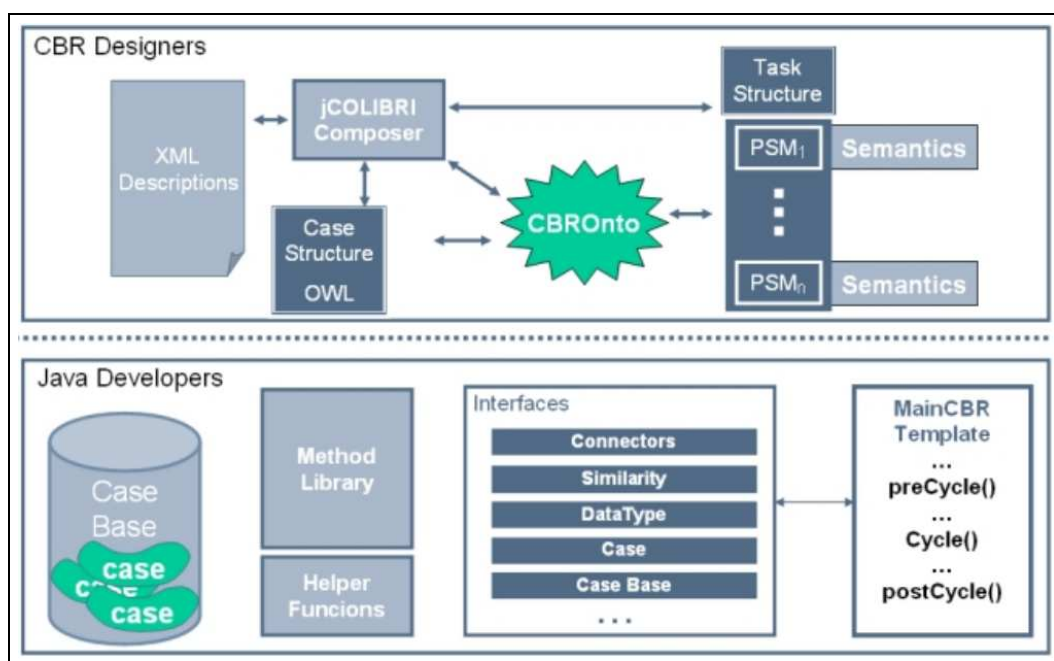 CBR Designers
XML
Descriptions
jCOLIBRI
Composer
Case
Structure
OWL
CBROnto
Task
Structure
PSM1
Semantics
PSMn
Semantics
Java Developers
Case
Base
case
case
case
Method
Library
Helper
Funcions
Interfaces
Connectors
Similarity
DataType
Case
Case Base
...
MainCBR
Template
...
preCycle()
...
Cycle()
...
postCycle()